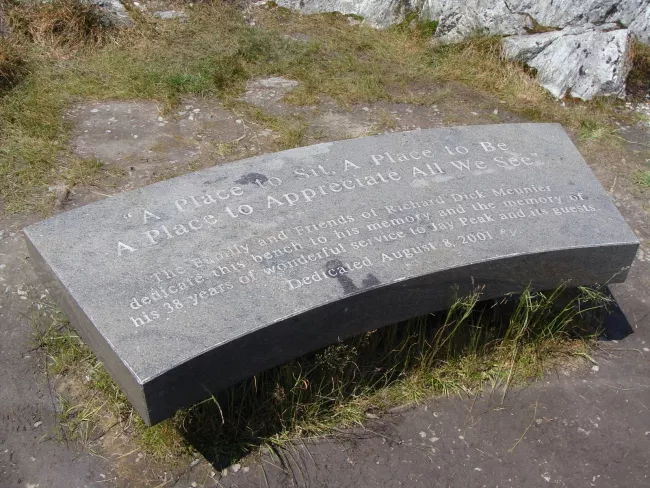 "A Place to Sit, A Place to Be
A Place to Appreciate All We See"
The Family and Friends of Richard Dick Meunier
dedicate this bench to his memory and the memory of
his 38 years of wonderful service to Jay Peak and its guests.
Dedicated August 8, 2001